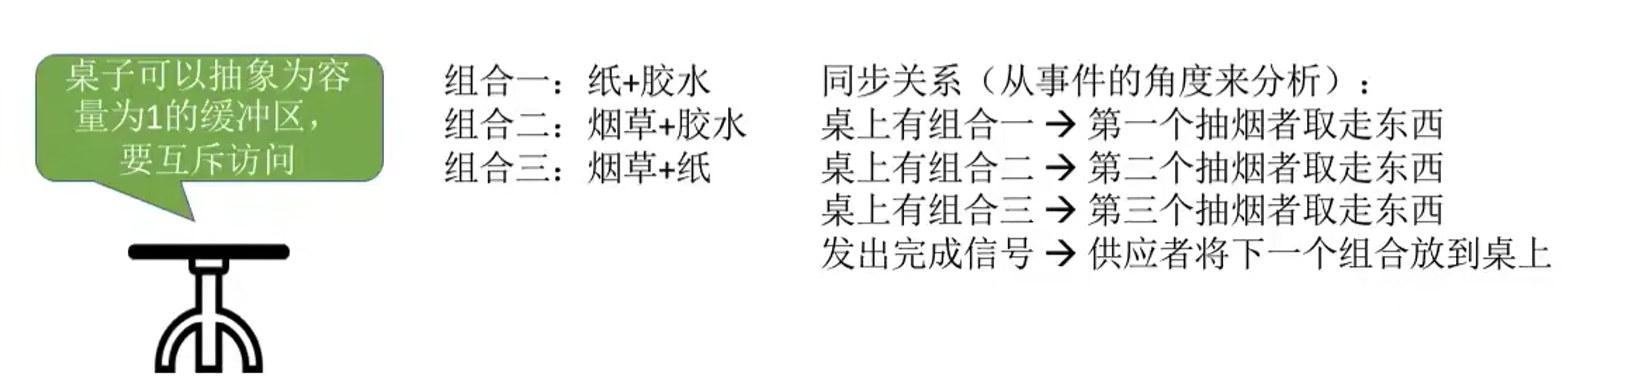 桌子可以抽象为容
量为1的缓冲区，
要互斥访问
组合一：纸+胶水
组合二：烟草+胶水
组合三：烟草+纸
同步关系（从事件的角度来分析）：
桌上有组合一 → 第一个抽烟者取走东西
桌上有组合二 → 第二个抽烟者取走东西
桌上有组合三 → 第三个抽烟者取走东西
发出完成信号 → 供应者将下一个组合放到桌上